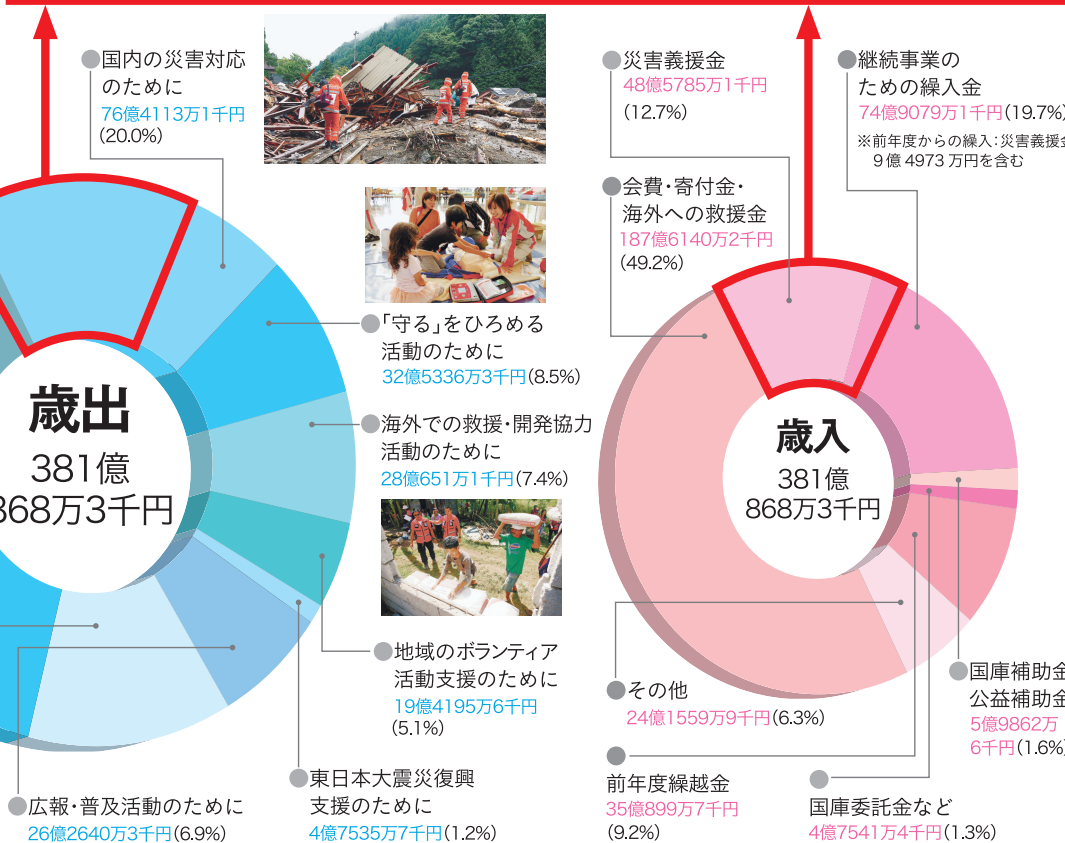 国内の災害対応
のために
76億4113万1千円
(20.0%)
「守る」をひろめる
活動のために
32億5336万3千円(8.5%)
海外での救援・開発協力
活動のために
28億651万1千円(7.4%)
地域のボランティア
活動支援のために
19億4195万6千円
(5.1%)
東日本大震災復興
支援のために
4億7535万7千円(1.2%)
広報・普及活動のために
26億2640万3千円(6.9%)
歳出
381億
868万3千円
災害義援金
48億5785万1千円
(12.7%)
会費・寄付金・
海外への救援金
187億6140万2千円
(49.2%)
継続事業の
ための繰入金
74億9079万1千円(19.7%)
※前年度からの繰入:災害義援金
9億4973万円を含む
歳入
381億
868万3千円
その他
24億1559万9千円(6.3%)
前年度繰越金
35億899万7千円
(9.2%)
国庫委託金など
4億7541万4千円(1.3%)
国庫補助金
公益補助金
5億9862万
6千円(1.6%)